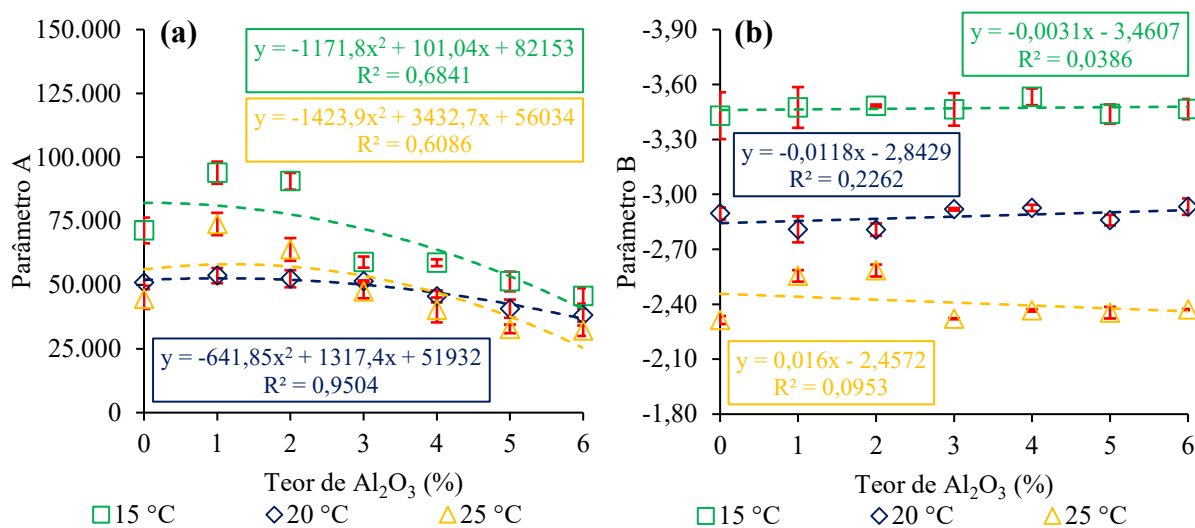 (a)
y = -1171,8x² + 101,04x + 82153
R² = 0,6841
y = -1423,9x² + 3432,7x + 56034
R² = 0,6086
y = -641,85x² + 1317,4x + 51932
R² = 0,9504
Parâmetro A
150.000
125.000
100.000
75.000
50.000
25.000
0
0 1 2 3 4 5 6
Teor de Al₂O₃ (%)
15 °C 20 °C 25 °C
(b)
y = -0,0031x - 3,4607
R² = 0,0386
y = -0,0118x - 2,8429
R² = 0,2262
y = 0,016x - 2,4572
R² = 0,0953
Parâmetro B
-3,90
-3,60
-3,30
-3,00
-2,70
-2,40
-2,10
-1,80
0 1 2 3 4 5 6
Teor de Al₂O₃ (%)
15 °C 20 °C 25 °C